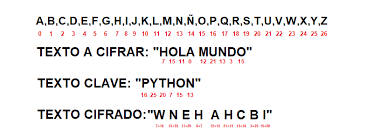 A,B,C,D,E,F,G,H,I,J,K,L,M,N,Ñ,O,P,Q,R,S,T,U,V,W,X,Y,Z
0 1 2 3 4 5 6 7 8 9 10 11 12 13 14 15 16 17 18 19 20 21 22 23 24 25 26
TEXTO A CIFRAR: "HOLA MUNDO"
7 15 11 0 12 21 13 3 15
TEXTO CLAVE: "PYTHON"
16 25 20 7 15 13
TEXTO CIFRADO:"W N E H A H C B I"